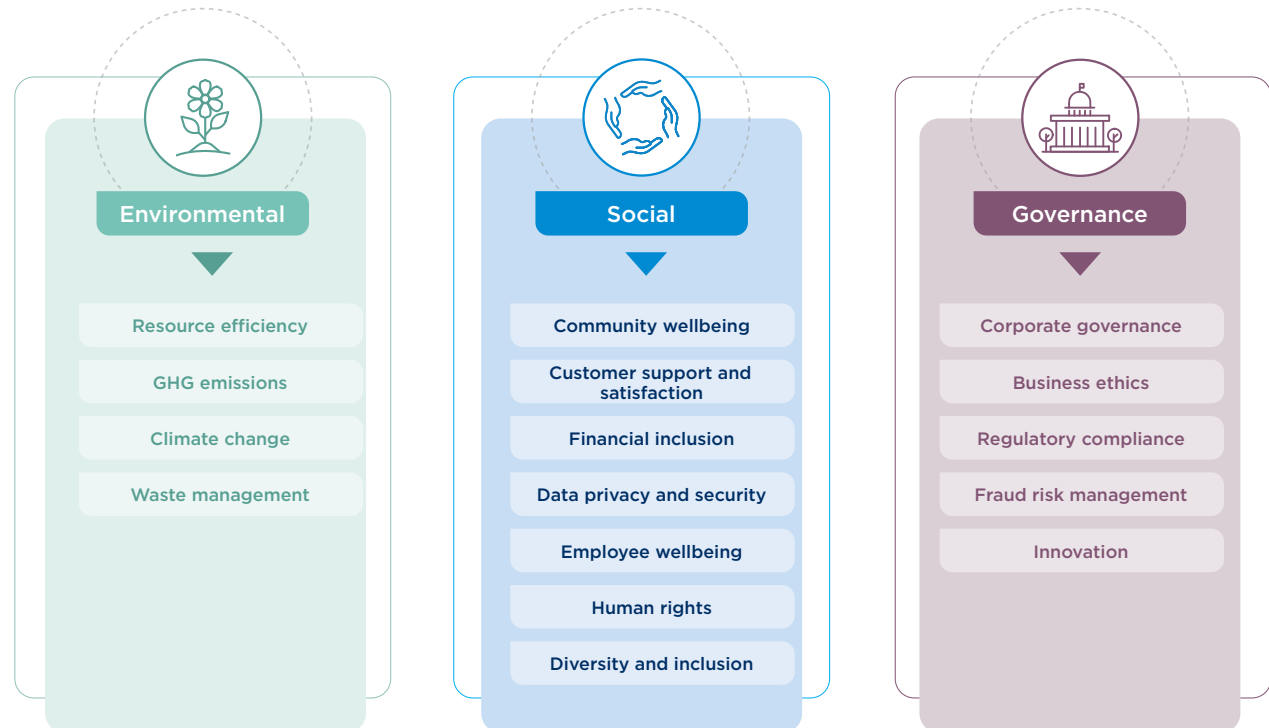 Environmental
Resource efficiency
GHG emissions
Climate change
Waste management
Social
Community wellbeing
Customer support and
satisfaction
Financial inclusion
Data privacy and security
Employee wellbeing
Human rights
Diversity and inclusion
Governance
Corporate governance
Business ethics
Regulatory compliance
Fraud risk management
Innovation